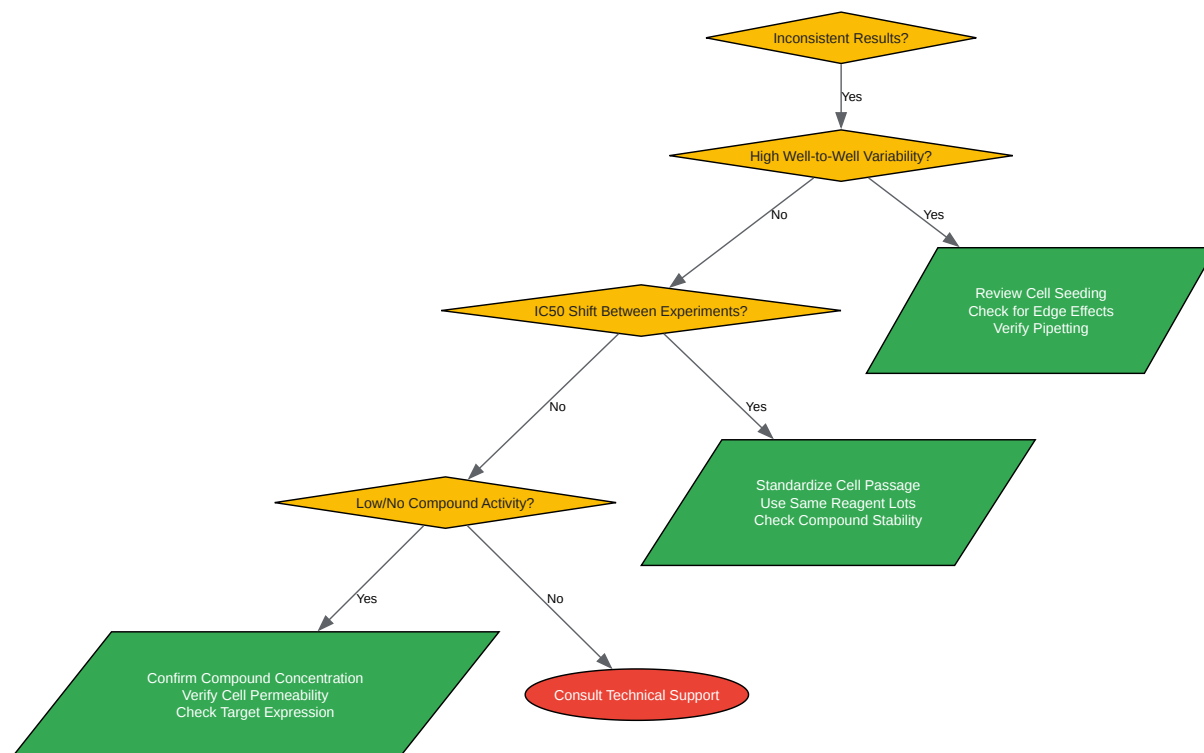 Inconsistent Results?
Yes
High Well-to-Well Variability?
No
Yes
Review Cell Seeding
Check for Edge Effects
Verify Pipetting
IC50 Shift Between Experiments?
No
Yes
Standardize Cell Passage
Use Same Reagent Lots
Check Compound Stability
Low/No Compound Activity?
Yes
No
Confirm Compound Concentration
Verify Cell Permeability
Check Target Expression
Consult Technical Support